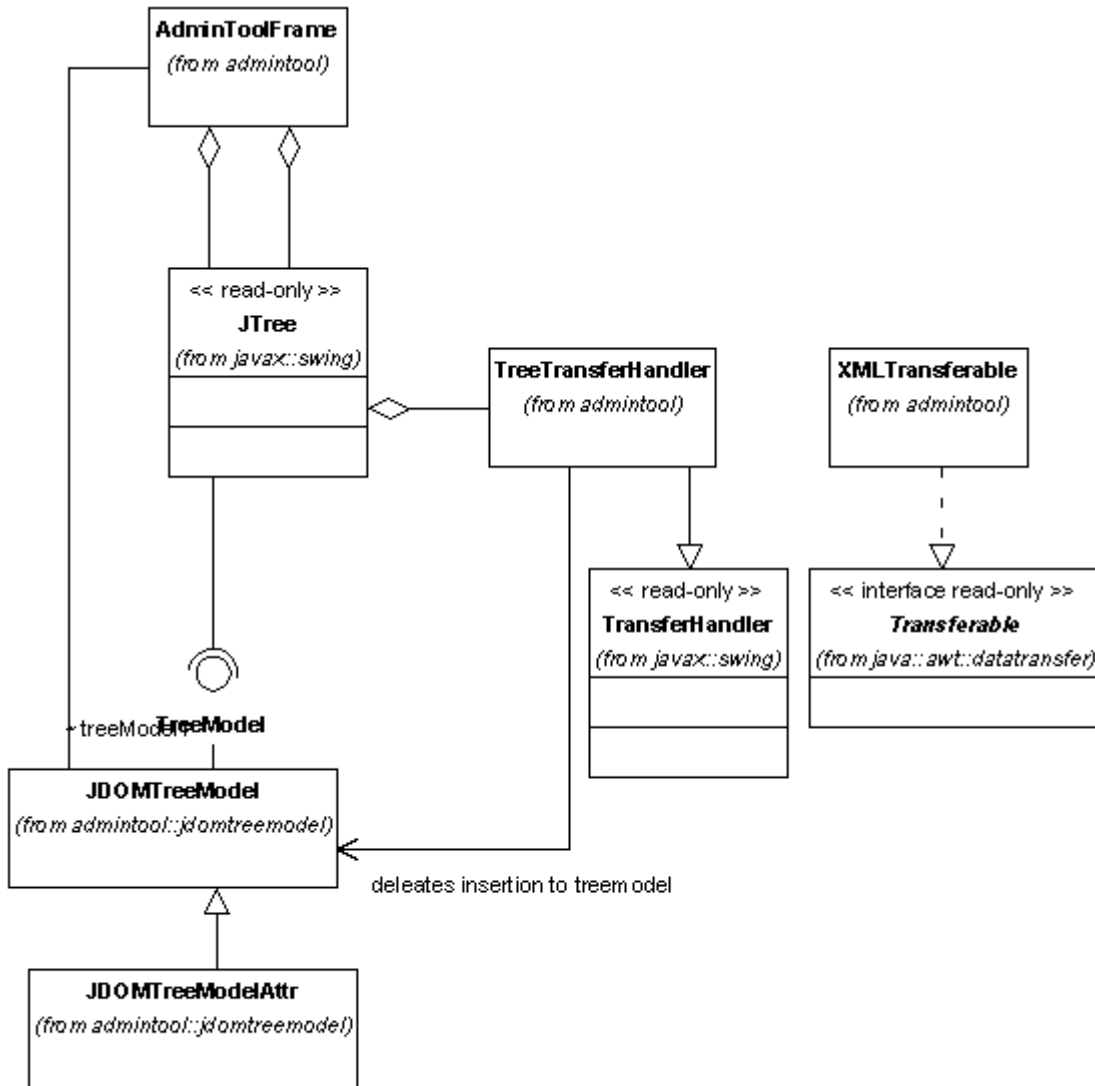 AdminToolFrame
(from admintool)
<< read-only >>
JTree
(from javax::swing)
TreeTransferHandler
(from admintool)
XMLTransferable
(from admintool)
<< read-only >>
TransferHandler
(from javax::swing)
<< interface read-only >>
Transferable
(from java::awt::datatransfer)
TreeModel
- treeModel
JDOMTreeModel
(from admintool::jdomtreemodel)
deleates insertion to treemodel
JDOMTreeModelAttr
(from admintool::jdomtreemodel)